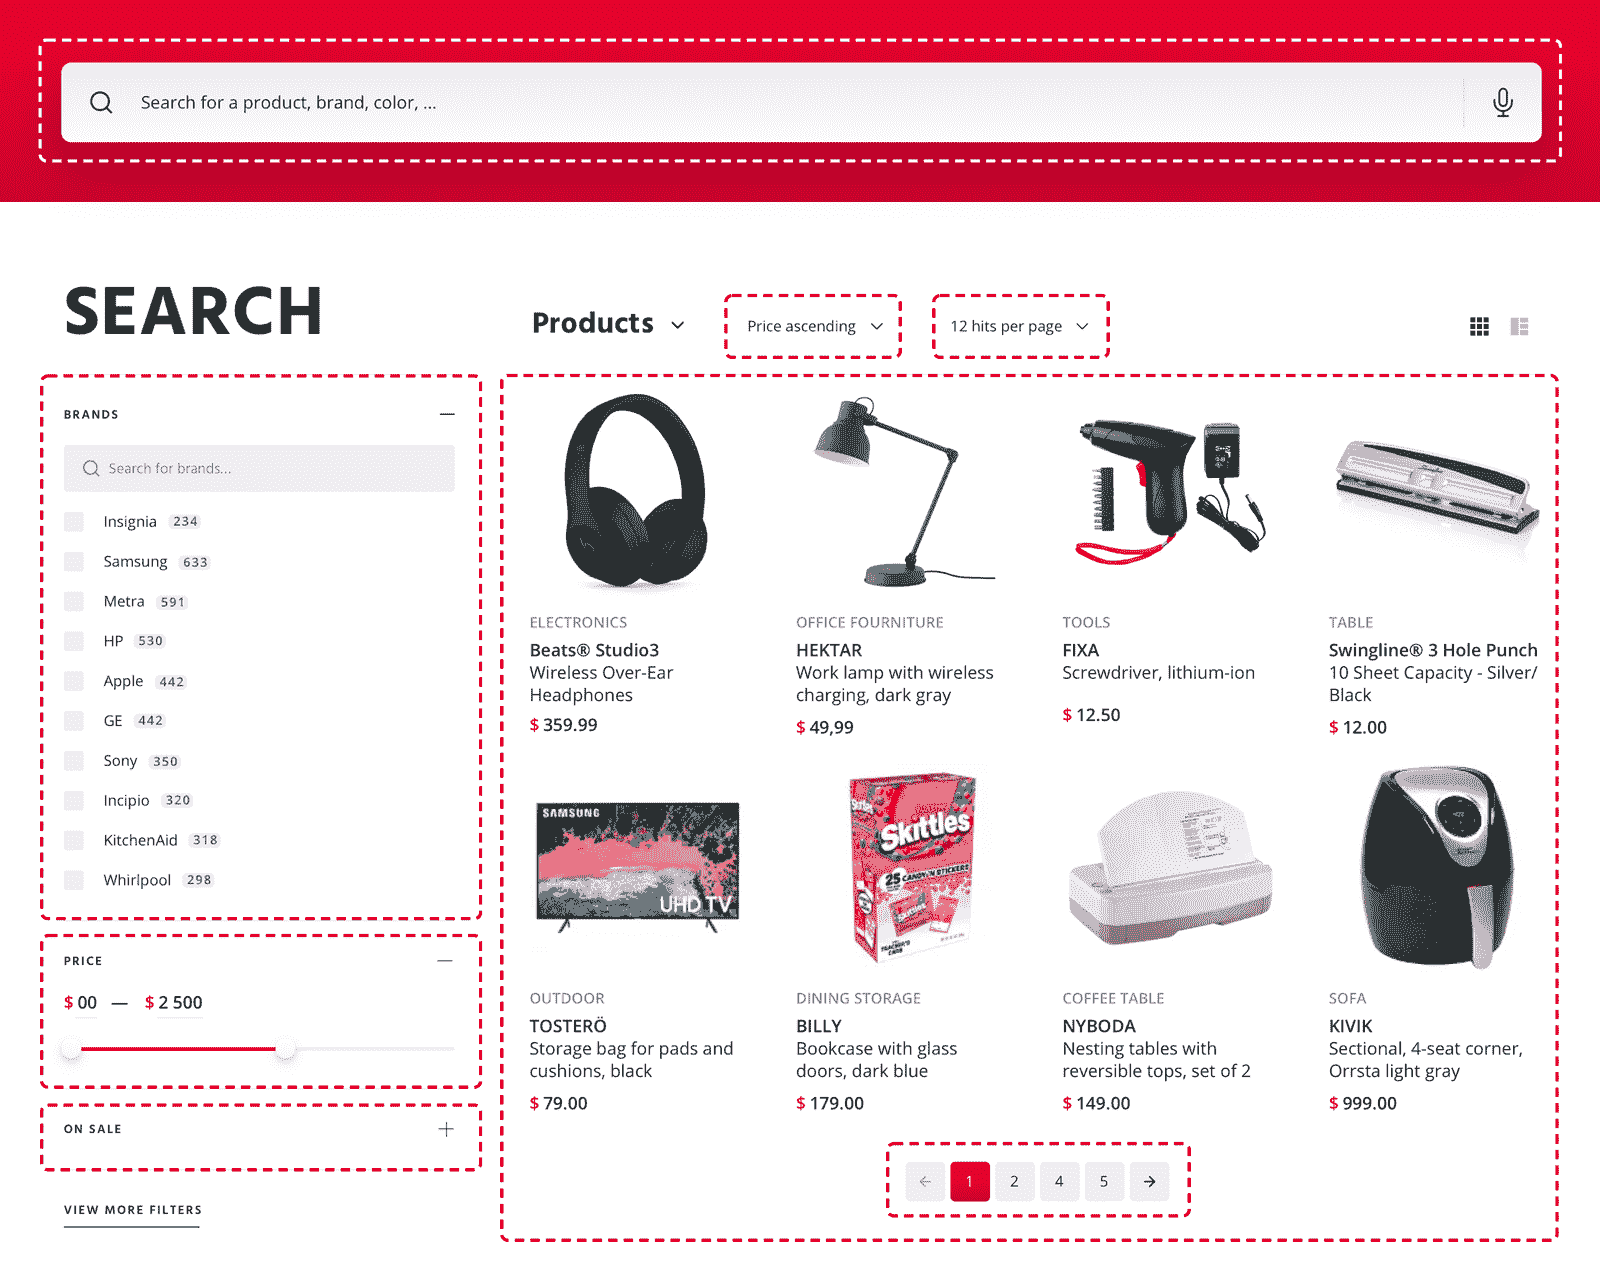 Search for a product, brand, color, ...
SEARCH
Products
Price ascending
12 hits per page
BRANDS
Search for brands...
Insignia 234
Samsung 633
Metra 591
HP 530
Apple 442
GE 442
Sony 350
Incipio 320
KitchenAid 318
Whirlpool 298
PRICE
$ 00 — $ 2 500
ON SALE
VIEW MORE FILTERS
ELECTRONICS
Beats® Studio3
Wireless Over-Ear
Headphones
$ 359.99
OFFICE FOURNITURE
HEKTAR
Work lamp with wireless
charging, dark gray
$ 49,99
TOOLS
FIXA
Screwdriver, lithium-ion
$ 12.50
TABLE
Swingline® 3 Hole Punch
10 Sheet Capacity - Silver/
Black
$ 12.00
SAMSUNG
UHD TV
OUTDOOR
TOSTERÖ
Storage bag for pads and
cushions, black
$ 79.00
Skittles
25 CANDY'N STICKERS
DINING STORAGE
BILLY
Bookcase with glass
doors, dark blue
$ 179.00
COFFEE TABLE
NYBODA
Nesting tables with
reversible tops, set of 2
$ 149.00
SOFA
KIVIK
Sectional, 4-seat corner,
Orrsta light gray
$ 999.00
← 1 2 4 5 →